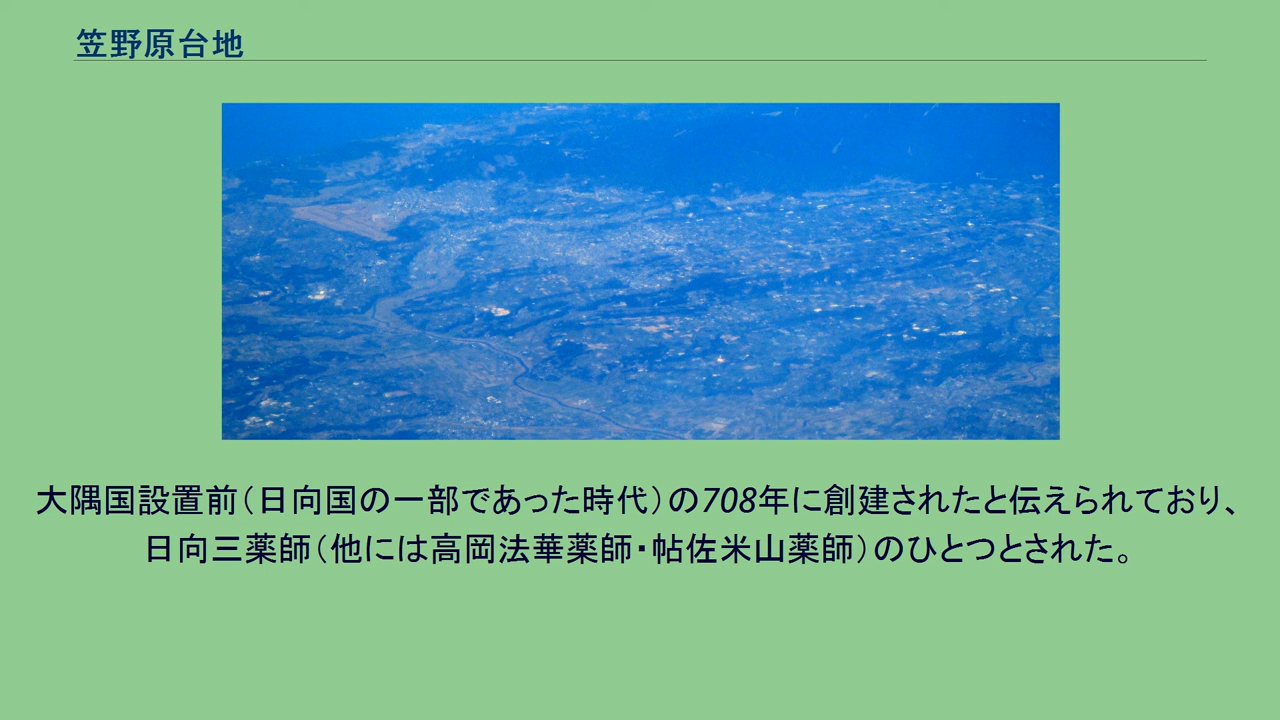 笠野原台地
大隅国設置前（日向国の一部であった時代）の708年に創建されたと伝えられており、
日向三薬師（他には高岡法華薬師・帖佐米山薬師）のひとつとされた。